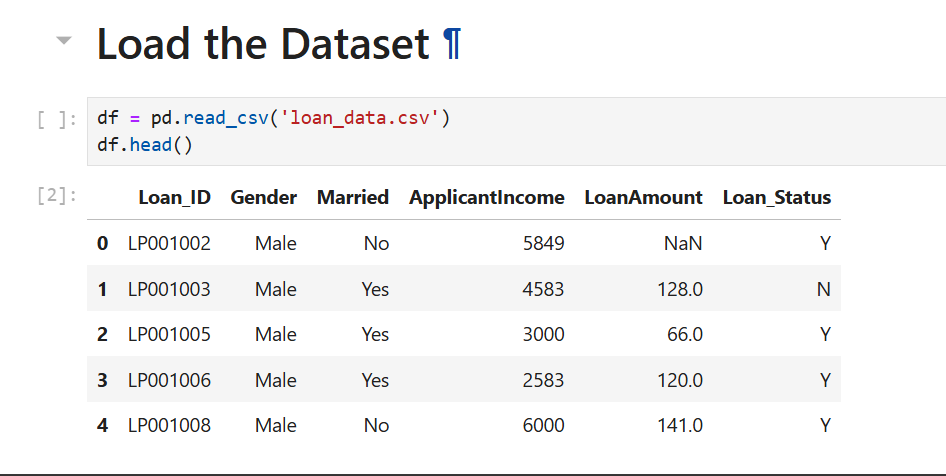 Load the Dataset ¶
[ ]: df = pd.read_csv('loan_data.csv')
df.head()
[2]: Loan_ID Gender Married ApplicantIncome LoanAmount Loan_Status
0 LP001002 Male No 5849 NaN Y
1 LP001003 Male Yes 4583 128.0 N
2 LP001005 Male Yes 3000 66.0 Y
3 LP001006 Male Yes 2583 120.0 Y
4 LP001008 Male No 6000 141.0 Y